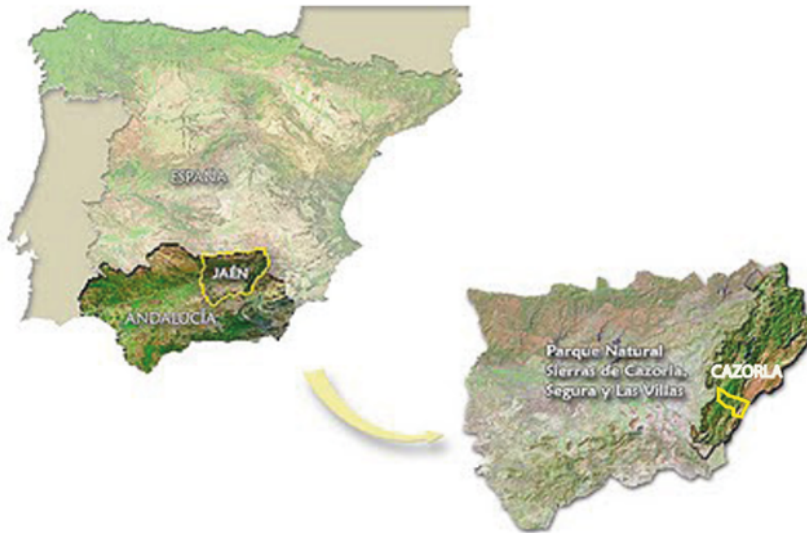 ESPAÑA
JAÉN
ANDALUCÍA
Parque Natural
Sierras de Cazorla,
Segura y Las Villas
CAZORLA